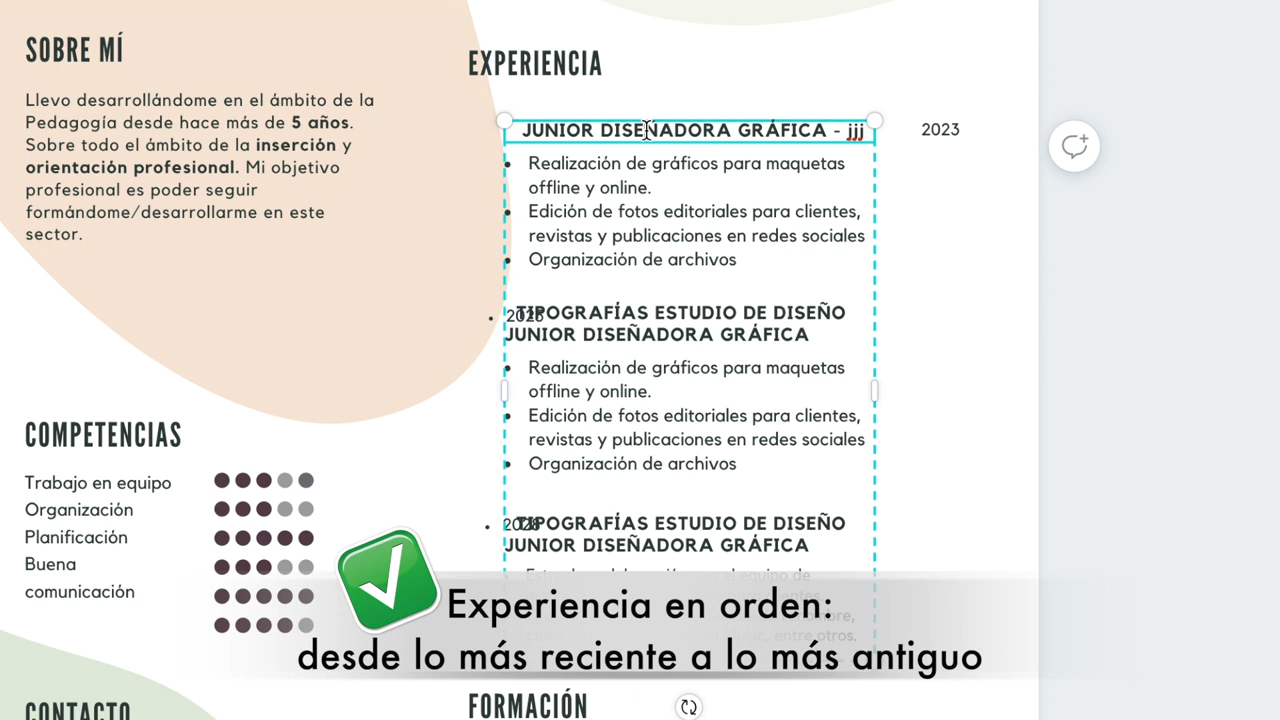 SOBRE MÍ
Llevo desarrollándome en el ámbito de la
Pedagogía desde hace más de 5 años.
Sobre todo el ámbito de la inserción y
orientación profesional. Mi objetivo
profesional es poder seguir
formándome/desarrollarme en este
sector.
COMPETENCIAS
Trabajo en equipo
Organización
Planificación
Buena
comunicación
CONTACTO
EXPERIENCIA
JUNIOR DISEÑADORA GRÁFICA - jjj
2023
• Realización de gráficos para maquetas
offline y online.
• Edición de fotos editoriales para clientes,
revistas y publicaciones en redes sociales
• Organización de archivos
TIPOGRAFÍAS ESTUDIO DE DISEÑO
JUNIOR DISEÑADORA GRÁFICA
• Realización de gráficos para maquetas
offline y online.
• Edición de fotos editoriales para clientes,
revistas y publicaciones en redes sociales
• Organización de archivos
TIPOGRAFÍAS ESTUDIO DE DISEÑO
JUNIOR DISEÑADORA GRÁFICA
entre otros.
Experiencia en orden:
desde lo más reciente a lo más antiguo
FORMACIÓN